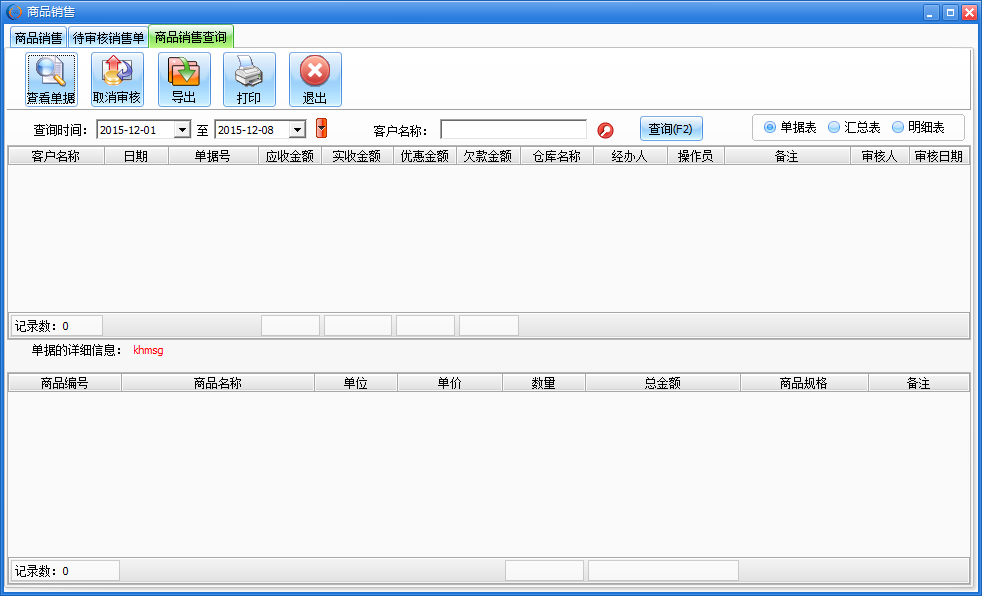 商品销售
商品销售 待审核销售单 商品销售查询
查看单据 取消审核 导出 打印 退出
查询时间: 2015-12-01 至 2015-12-08 客户名称: 查询(F2) 单据表 汇总表 明细表
客户名称 日期 单据号 应收金额 实收金额 优惠金额 欠款金额 仓库名称 经办人 操作员 备注 审核人 审核日期
记录数: 0
单据的详细信息: khmsg
商品编号 商品名称 单位 单价 数量 总金额 商品规格 备注
记录数: 0